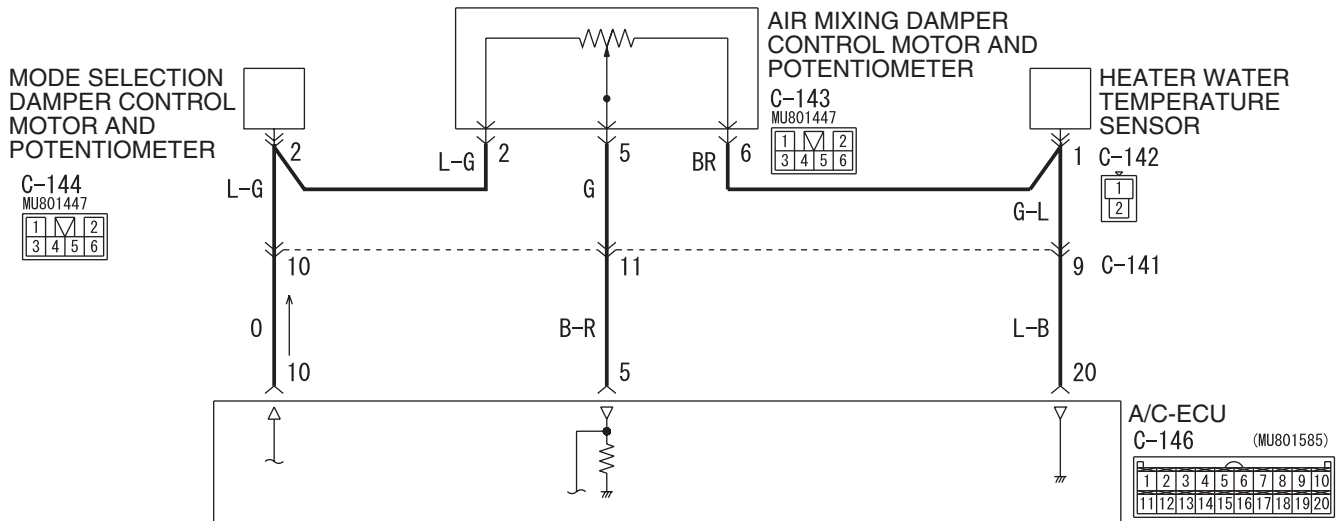 AIR MIXING DAMPER
CONTROL MOTOR AND
POTENTIOMETER
C-143
MU801447
1 2
3 4 5 6
MODE SELECTION
DAMPER CONTROL
MOTOR AND
POTENTIOMETER
C-144
MU801447
1 2
3 4 5 6
HEATER WATER
TEMPERATURE
SENSOR
C-142
1
2
2
L-G
L-G
2
G
5
BR
6
G-L
1
10
11
9
C-141
O
10
B-R
5
L-B
20
A/C-ECU
C-146 (MU801585)
1 2 3 4 5 6 7 8 9 10
11 12 13 14 15 16 17 18 19 20